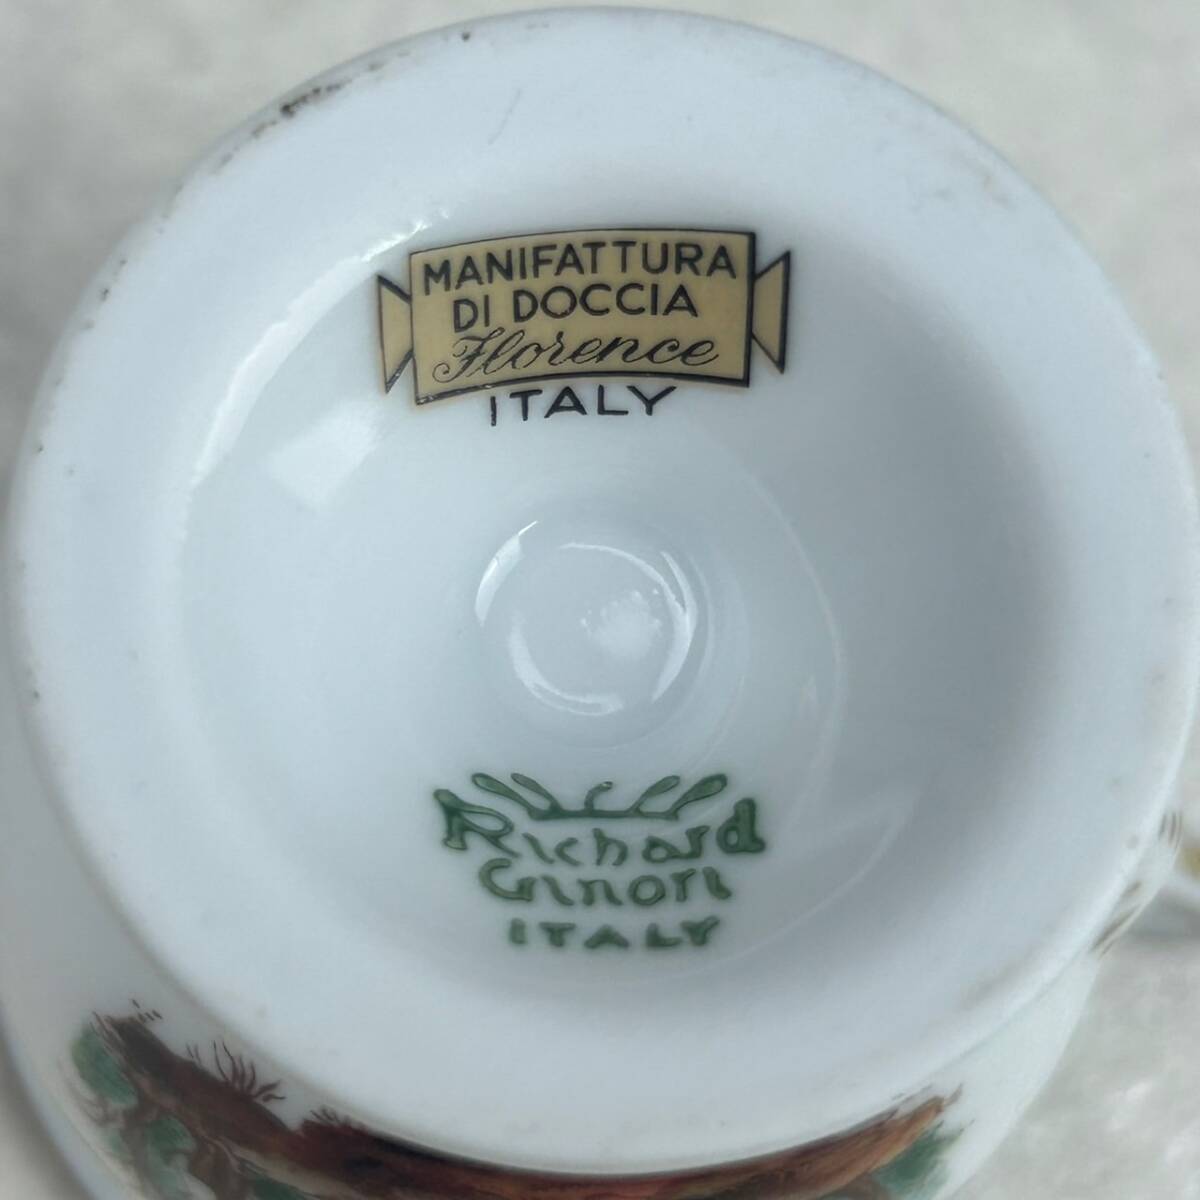 MANIFATTURA
DI DOCCIA
Florence
ITALY
Richard
Ginori
ITALY